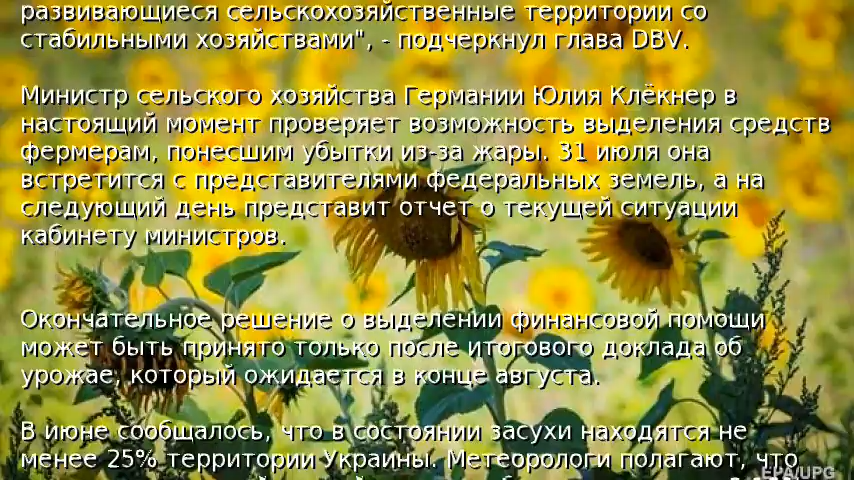 развивающиеся сельскохозяйственные территории со
стабильными хозяйствами", - подчеркнул глава DBV.
Министр сельского хозяйства Германии Юлия Клёкнер в
настоящий момент проверяет возможность выделения средств
фермерам, понесшим убытки из-за жары. 31 июля она
встретится с представителями федеральных земель, а на
следующий день представит отчет о текущей ситуации
кабинету министров.
Окончательное решение о выделении финансовой помощи
может быть принято только после итогового доклада об
урожае, который ожидается в конце августа.
В июне сообщалось, что в состоянии засухи находятся не
менее 25% территории Украины. Метеорологи полагают, что
EPA/UPG